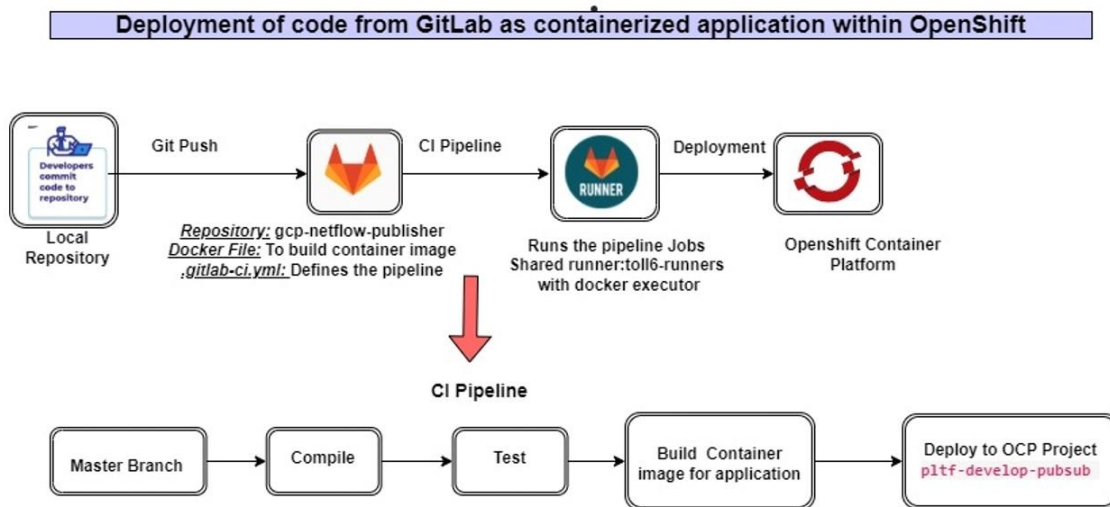 Deployment of code from GitLab as containerized application within OpenShift
Developers
commit
code to
repository
Git Push
CI Pipeline
RUNNER
Deployment
Local
Repository
Repository: gcp-netflow-publisher
Docker File: To build container image
.gitlab-ci.yml: Defines the pipeline
Runs the pipeline Jobs
Shared runner:toll6-runners
with docker executor
Openshift Container
Platform
CI Pipeline
Master Branch
Compile
Test
Build Container
image for application
Deploy to OCP Project
pltf-develop-pubsub